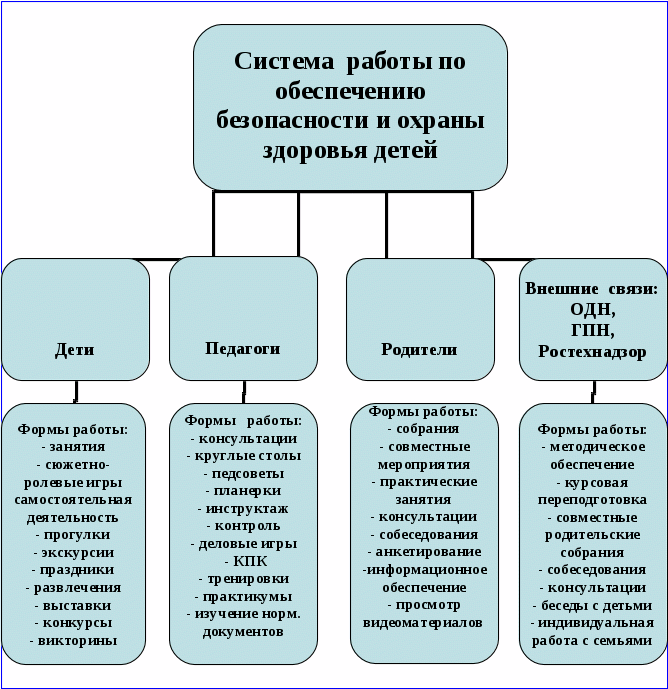 Система работы по
обеспечению
безопасности и охраны
здоровья детей
Дети
Педагоги
Родители
Внешние связи:
ОДН,
ГПН,
Ростехнадзор
Формы работы:
- занятия
- сюжетно-
ролевые игры
самостоятельная
деятельность
- прогулки
- экскурсии
- праздники
- развлечения
- выставки
- конкурсы
- викторины
Формы работы:
- консультации
- круглые столы
- педсоветы
- планерки
- инструктаж
- контроль
- деловые игры
- КПК
- тренировки
- практикумы
- изучение норм.
документов
Формы работы:
- собрания
- совместные
мероприятия
- практические
занятия
- консультации
- собеседования
- анкетирование
-информационное
обеспечение
- просмотр
видеоматериалов
Формы работы:
- методическое
обеспечение
- курсовая
переподготовка
- совместные
родительские
собрания
- собеседования
- консультации
- беседы с детьми
- индивидуальная
работа с семьями